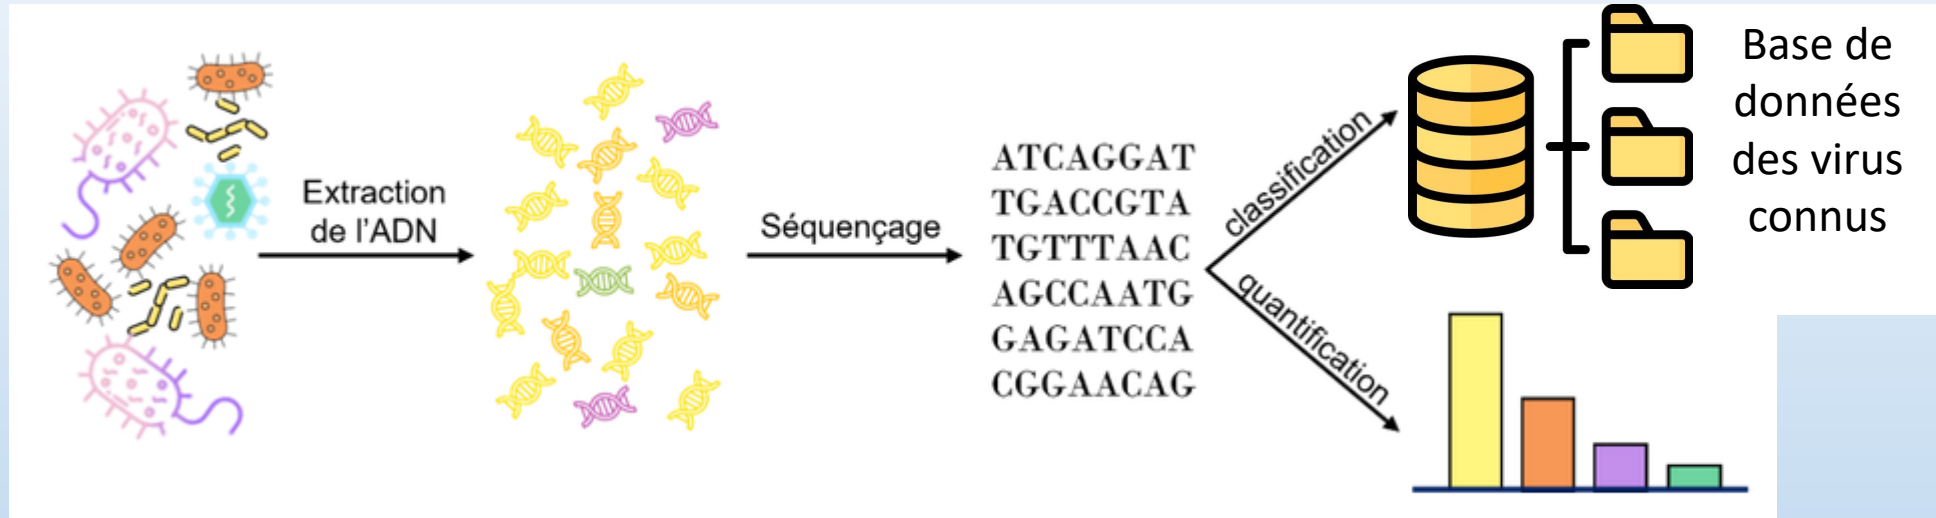 Extraction
de l'ADN
Séquençage
ATCAGGAT
TGACCGTA
TGTTTAAC
AGCCAATG
GAGATCCA
CGGAACAG
classification
quantification
Base de
données
des virus
connus